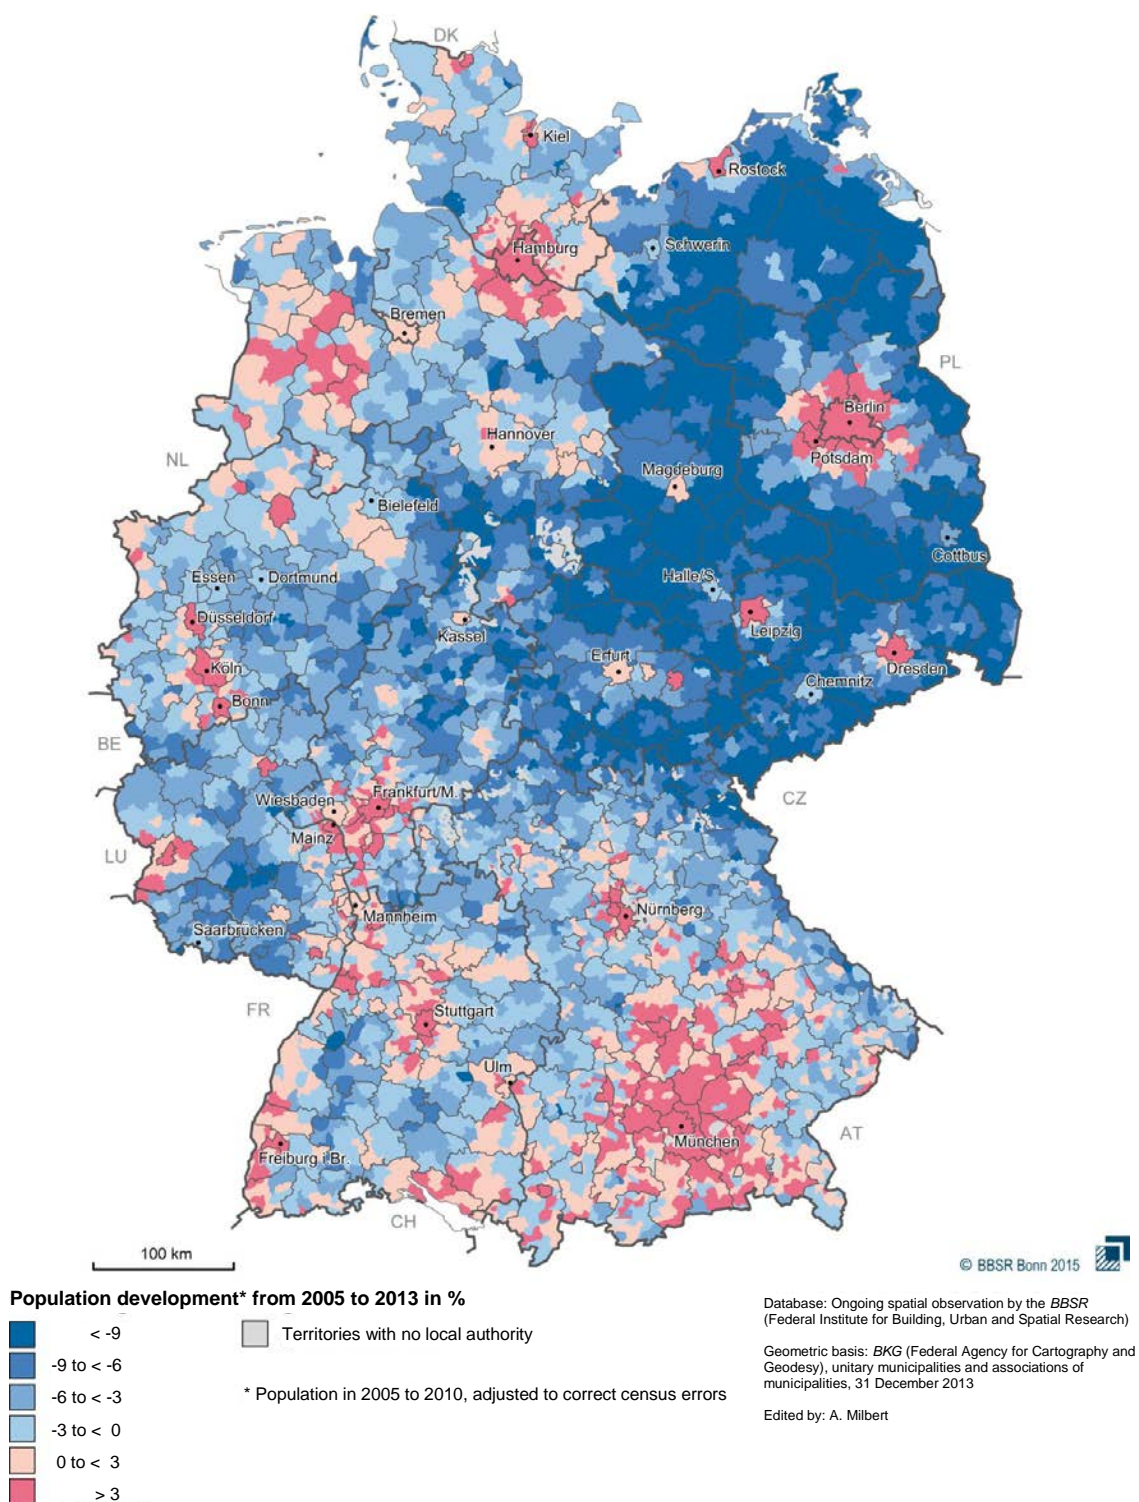 DK
Kiel
Rostock
Hamburg
Schwerin
Bremen
PL
Berlin
Hannover
NL
Potsdam
Magdeburg
Bielefeld
Cottbus
Essen
Dortmund
Halle/S.
Düsseldorf
Leipzig
Kassel
Erfurt
Köln
Dresden
Chemnitz
Bonn
BE
Wiesbaden
Frankfurt/M.
CZ
Mainz
LU
Mannheim
Nürnberg
Saarbrücken
FR
Stuttgart
Ulm
AT
München
Freiburg i.Br.
CH
100 km
© BBSR Bonn 2015
Population development* from 2005 to 2013 in %
< -9
-9 to < -6
-6 to < -3
-3 to < 0
0 to < 3
> 3
Territories with no local authority
* Population in 2005 to 2010, adjusted to correct census errors
Database: Ongoing spatial observation by the BBSR
(Federal Institute for Building, Urban and Spatial Research)
Geometric basis: BKG (Federal Agency for Cartography and
Geodesy), unitary municipalities and associations of
municipalities, 31 December 2013
Edited by: A. Milbert